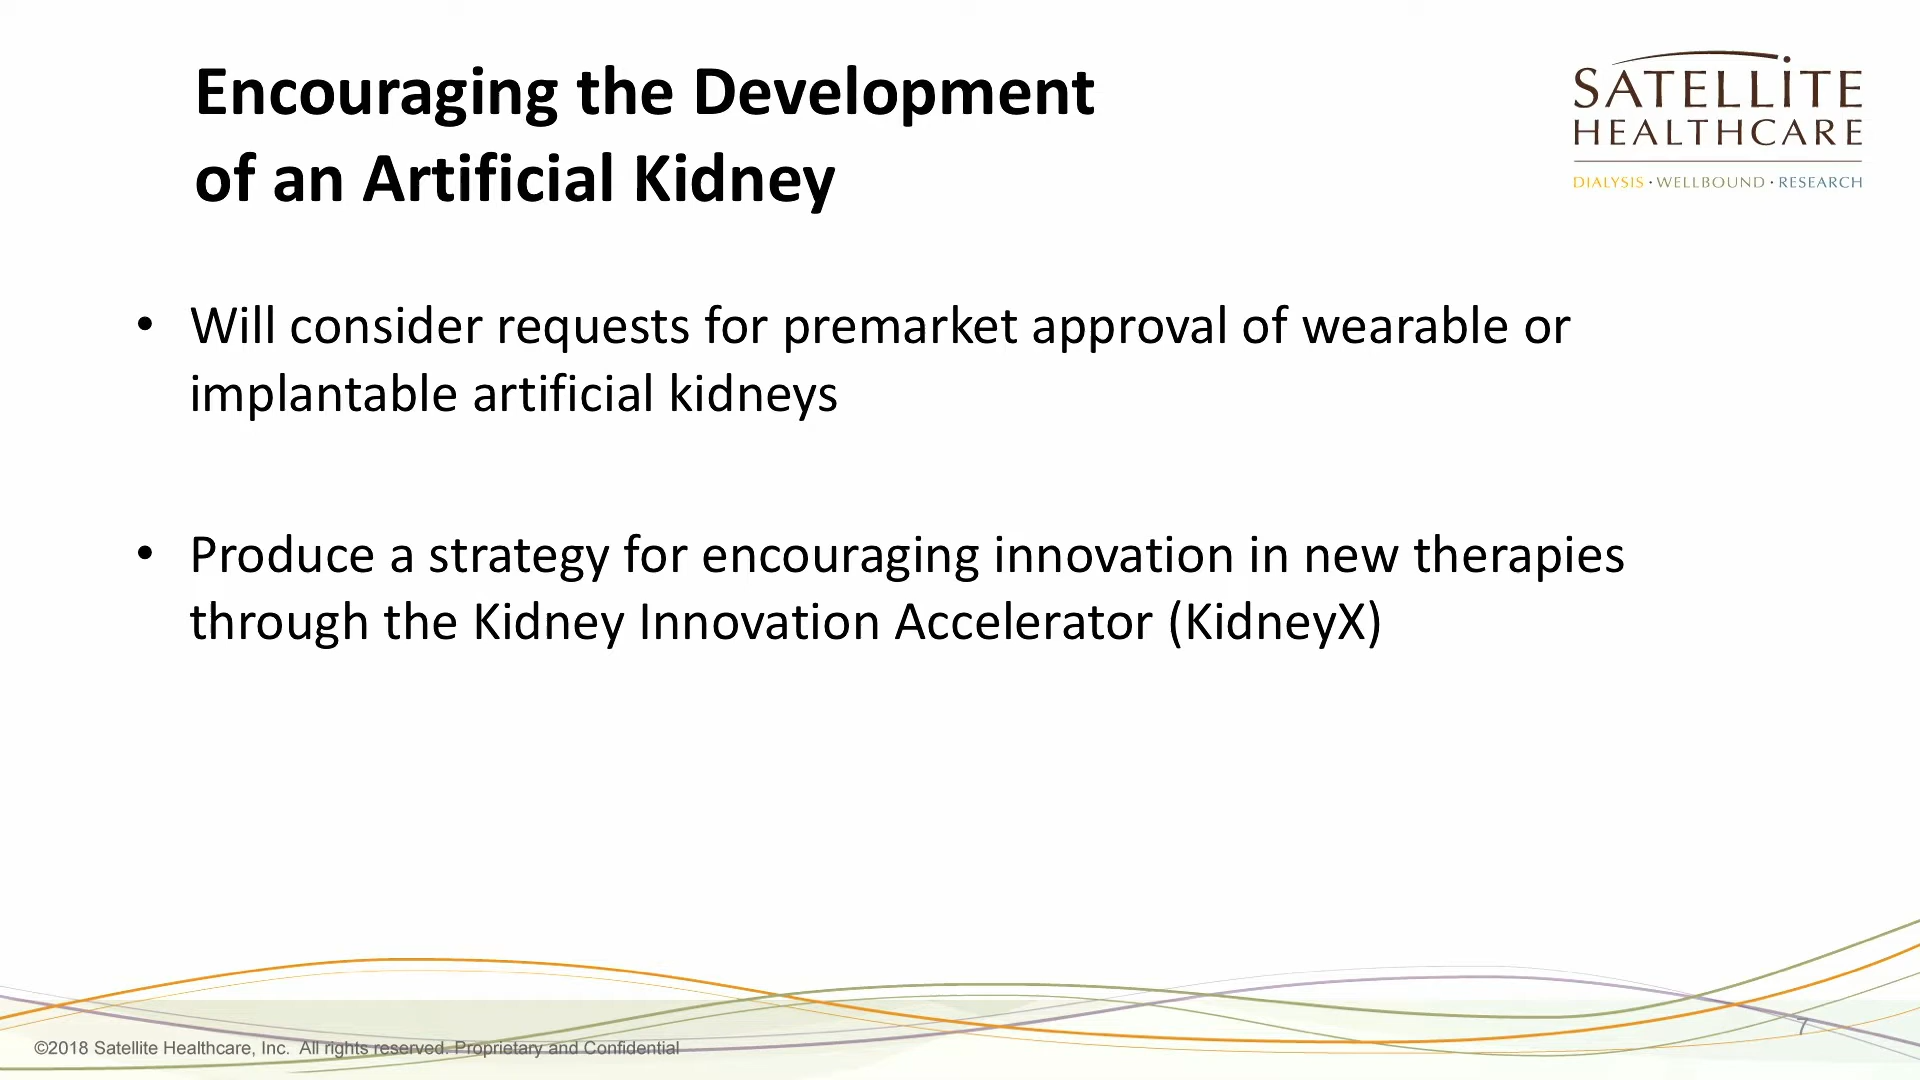 Encouraging the Development
of an Artificial Kidney
SATELLiTE
HEALTHCARE
DIALYSIS · WELLBOUND · RESEARCH
• Will consider requests for premarket approval of wearable or
implantable artificial kidneys
• Produce a strategy for encouraging innovation in new therapies
through the Kidney Innovation Accelerator (KidneyX)
7
©2018 Satellite Healthcare, Inc. All rights reserved. Proprietary and Confidential